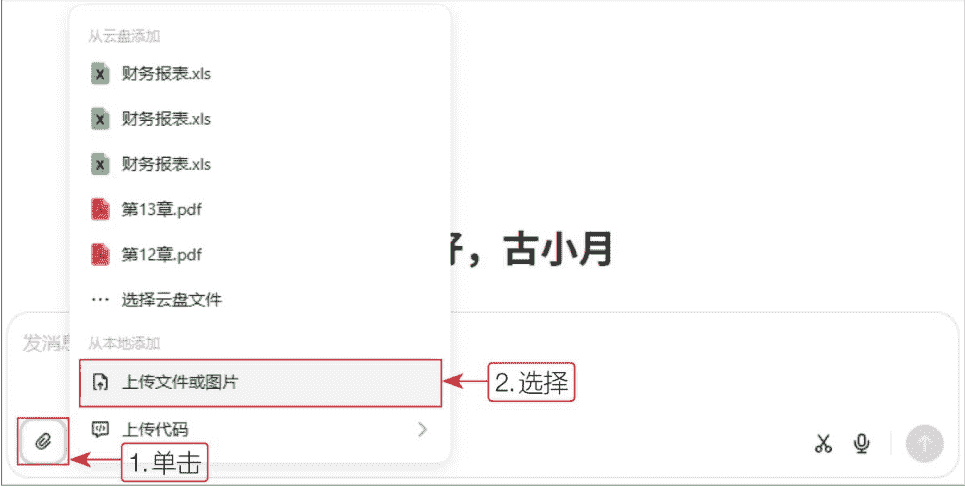 从云盘添加
财务报表.xls
财务报表.xls
财务报表.xls
第13章.pdf
第12章.pdf
好，古小月
··· 选择云盘文件
发消息
从本地添加
上传文件或图片
2.选择
上传代码
1.单击